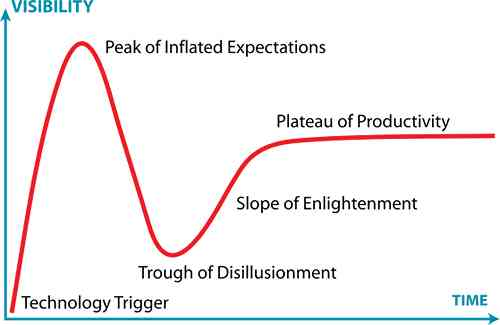 VISIBILITY
Peak of Inflated Expectations
Plateau of Productivity
Slope of Enlightenment
Trough of Disillusionment
Technology Trigger
TIME